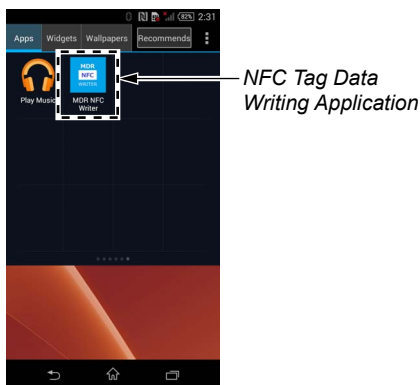 82% 2:31
Apps Widgets Wallpapers Recommends
MDR
NFC
WRITER
Play Music MDR NFC
Writer
NFC Tag Data
Writing Application